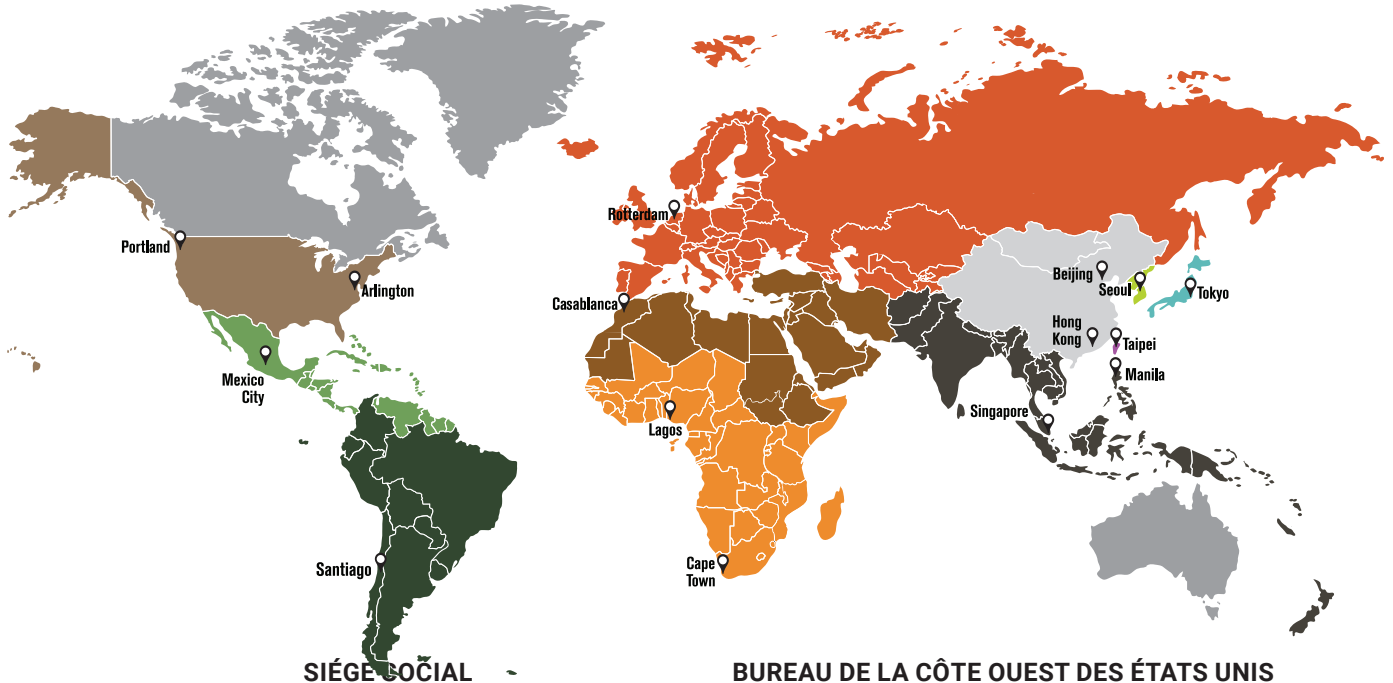 Portland
Arlington
Mexico
City
Santiago
Rotterdam
Casablanca
Lagos
Cape
Town
Beijing
Seoul
Tokyo
Hong
Kong
Taipei
Manila
Singapore
SIÉGE SOCIAL
BUREAU DE LA CÔTE OUEST DES ÉTATS UNIS